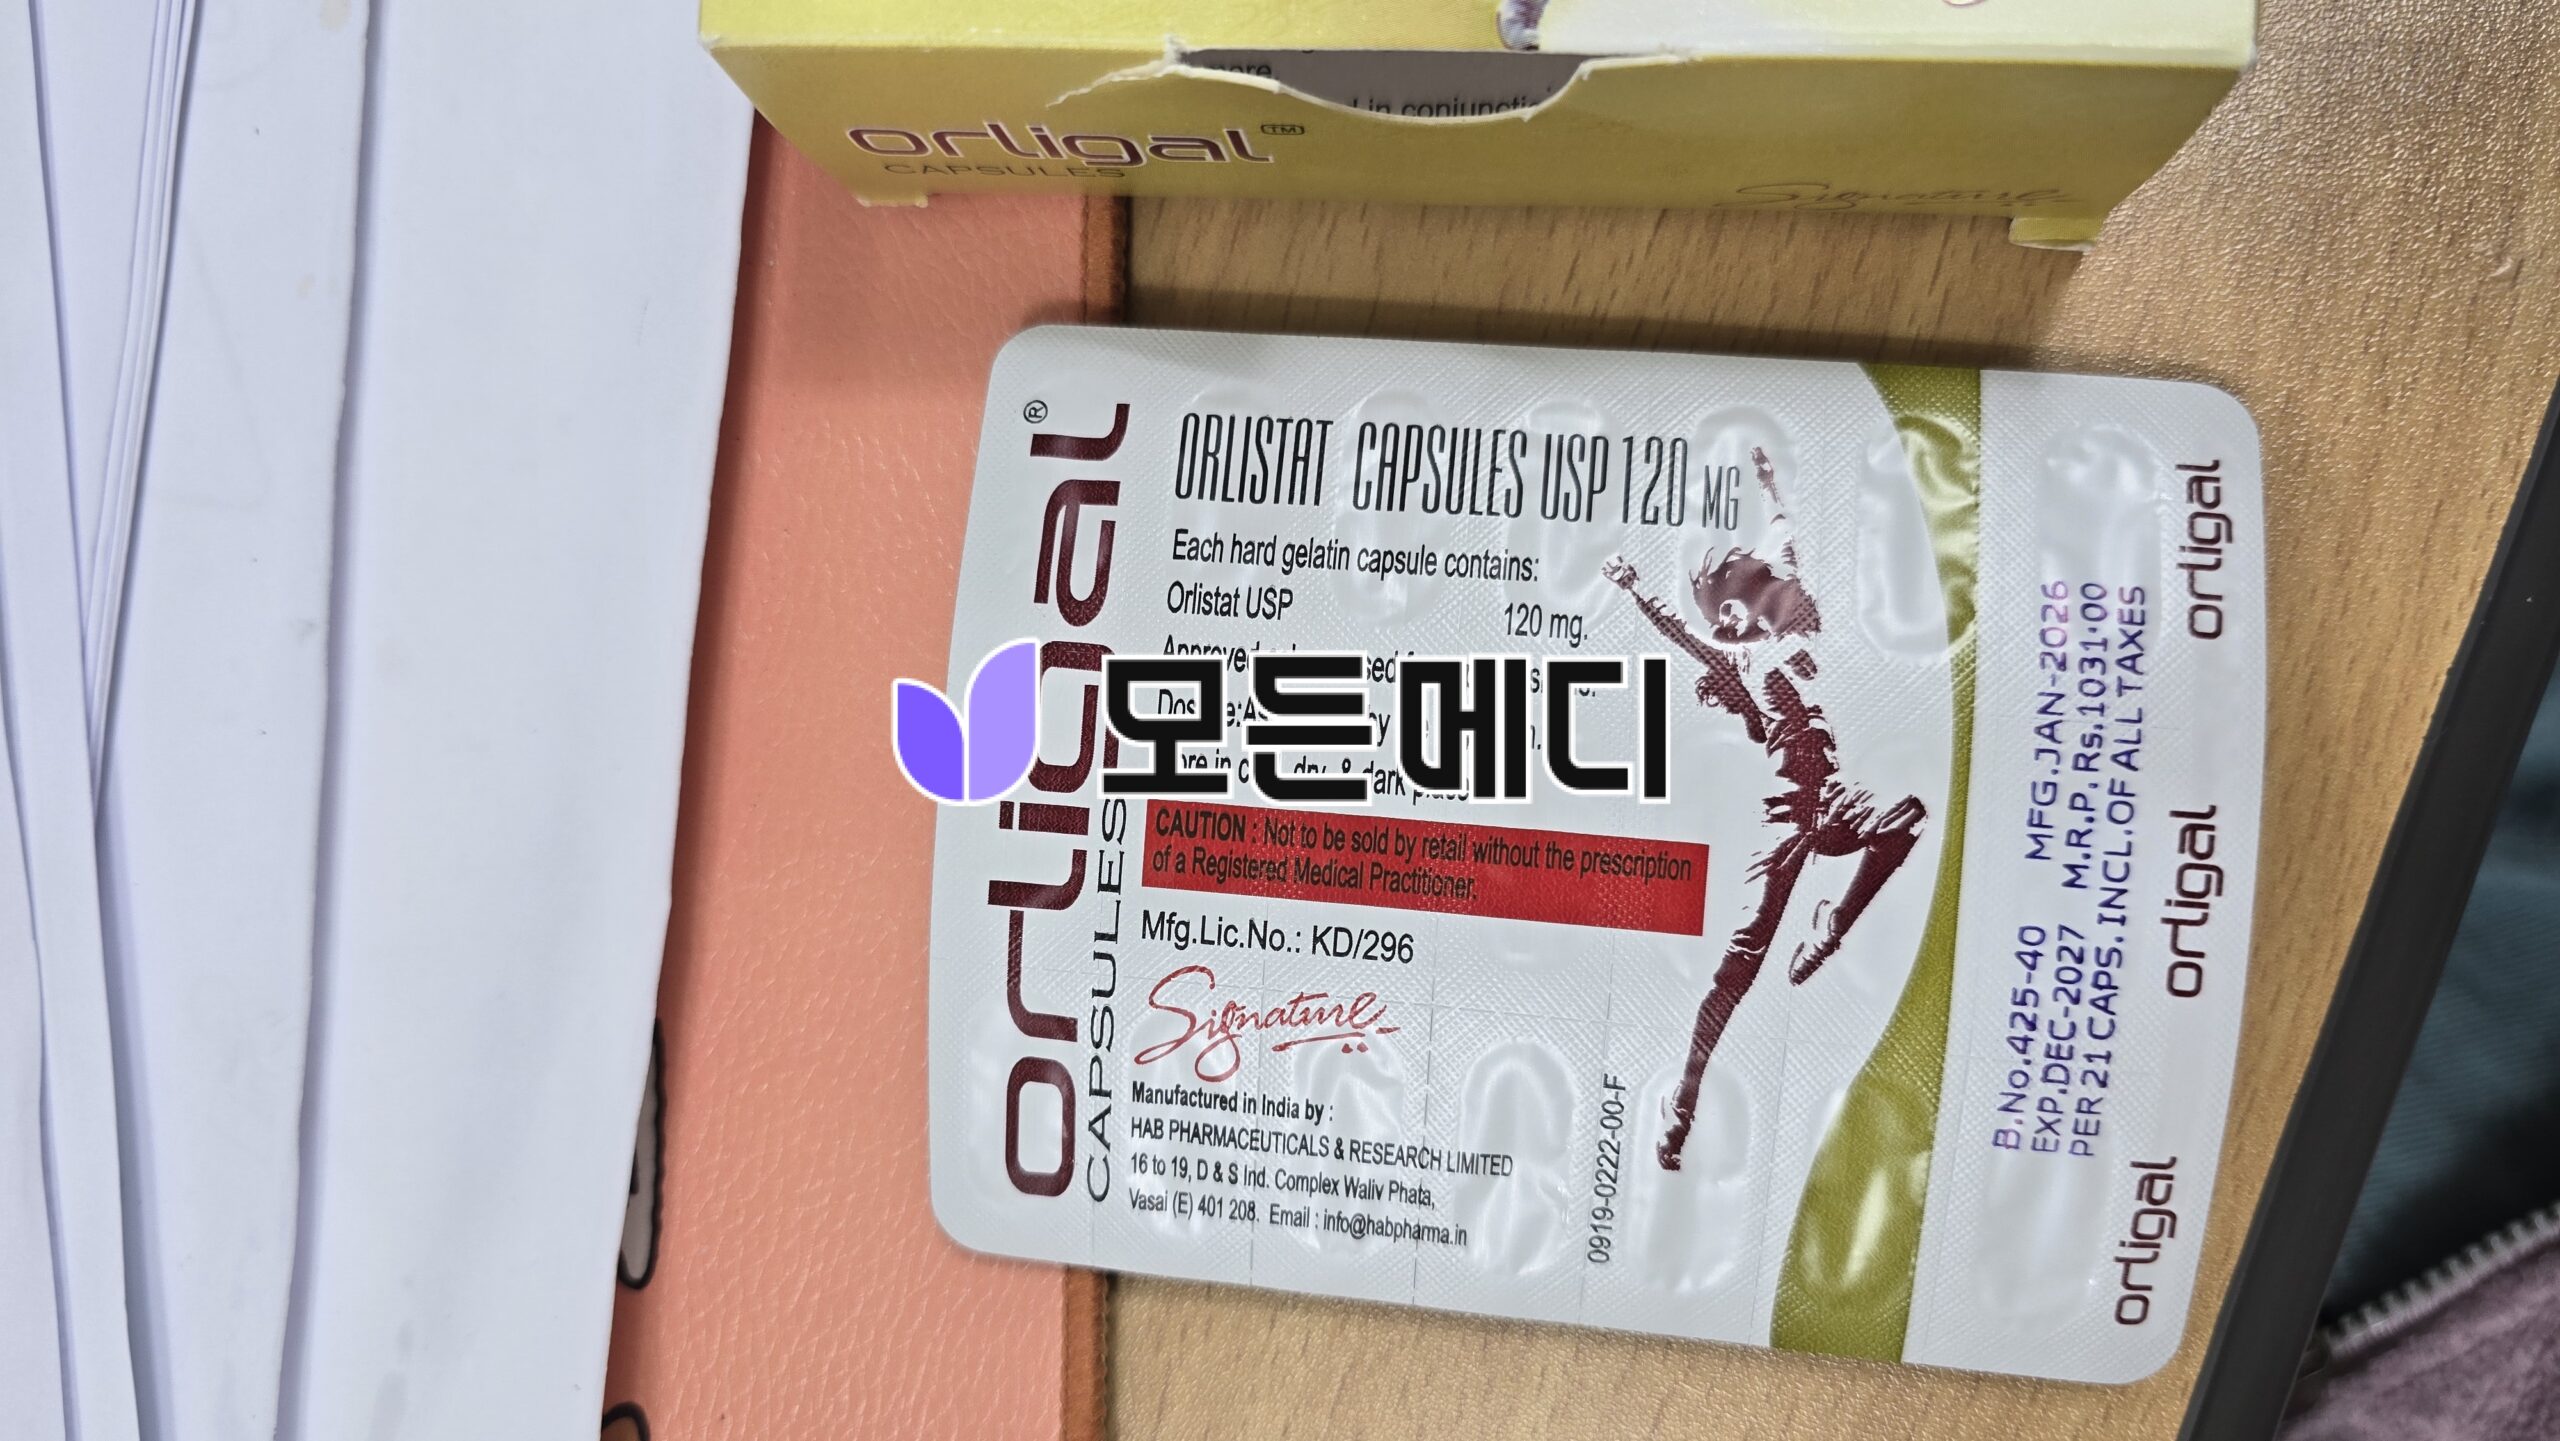 orligal™
CAPSULES
Signature
orligal®
CAPSULES
ORLISTAT CAPSULES USP 120 MG
Each hard gelatin capsule contains:
Orlistat USP 120 mg.
dark
모든메디
CAUTION : Not to be sold by retail without the prescription
of a Registered Medical Practitioner.
Mfg.Lic.No.: KD/296
Signature
Manufactured in India by :
HAB PHARMACEUTICALS & RESEARCH LIMITED
16 to 19, D & S Ind. Complex Waliv Phata,
Vasai (E) 401 208. Email : info@habpharma.in
0919-0222-00-F
B.No.425-40 MFG.JAN-2026
EXP.DEC-2027 M.R.P.Rs.1031.00
PER 21 CAPS. INCL.OF ALL TAXES
orligal
orligal
orligal